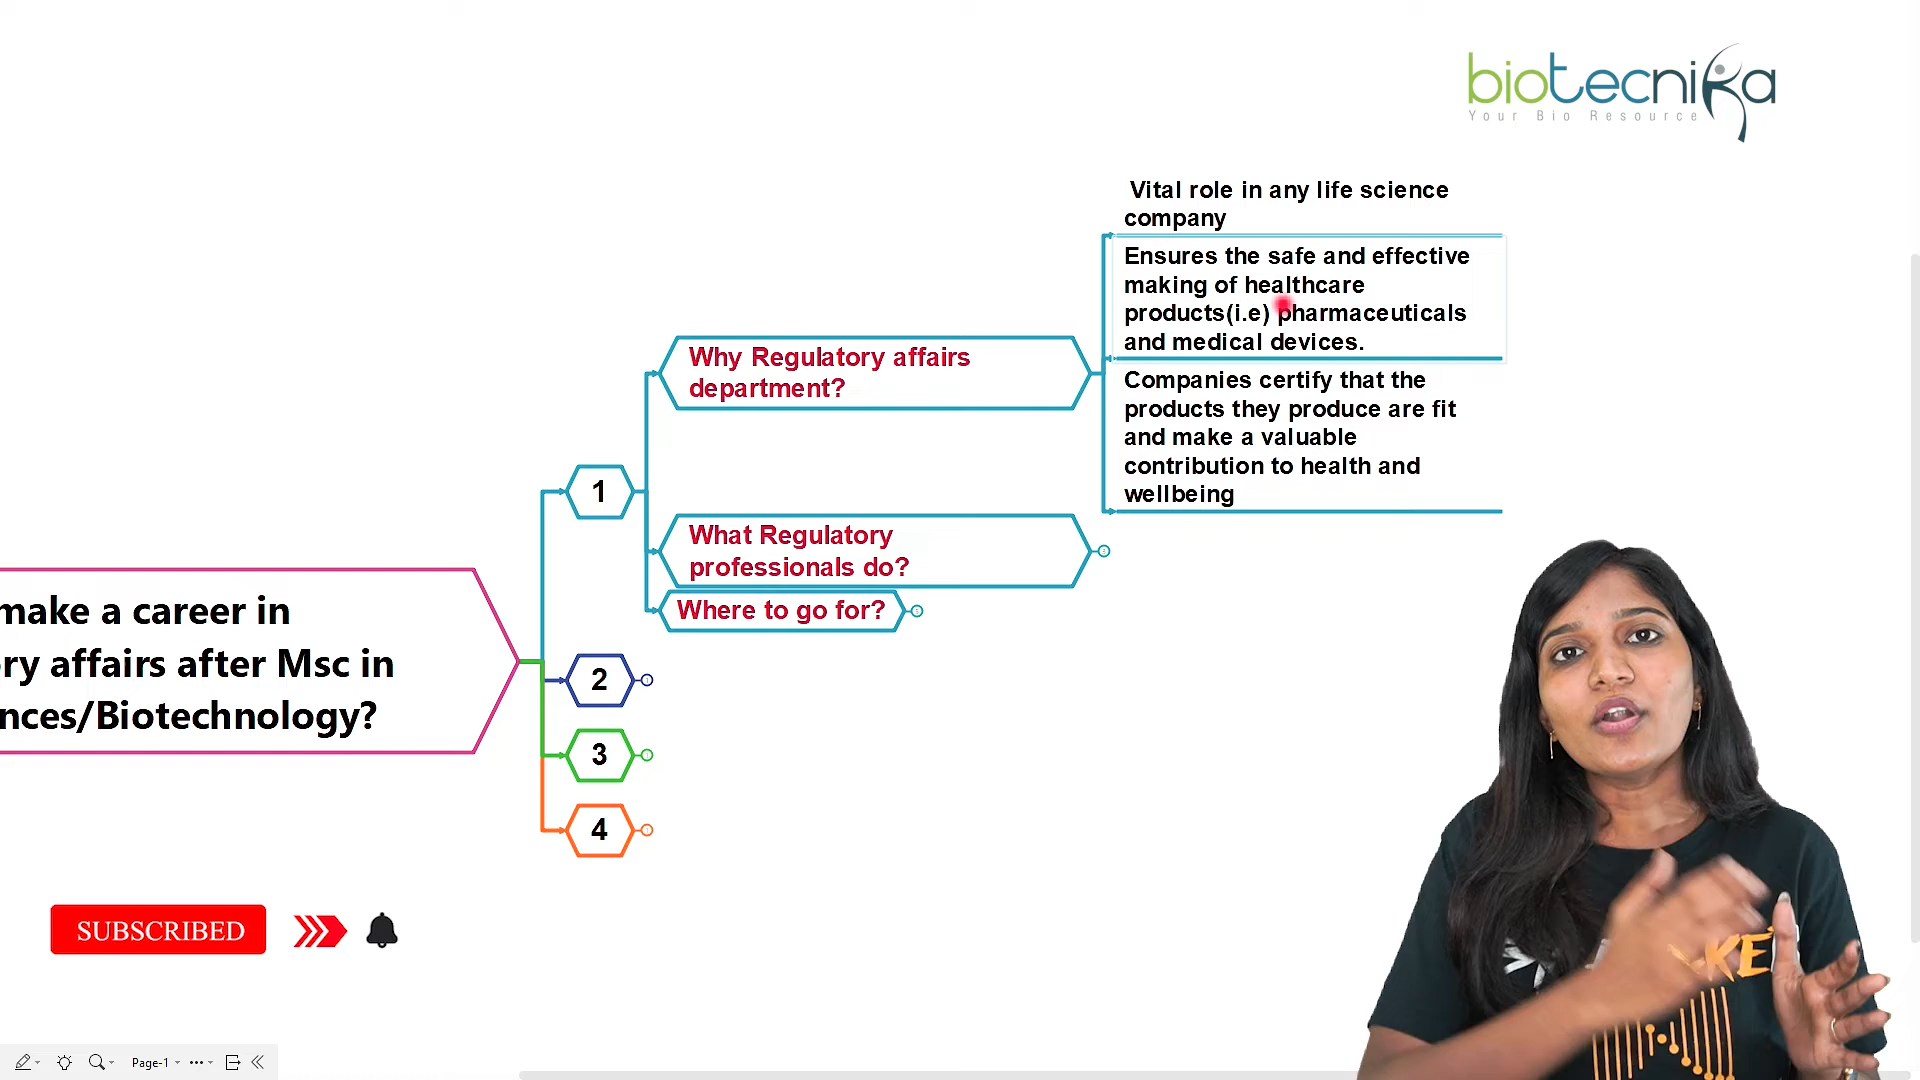 biotecnika
Your Bio Resource
Vital role in any life science
company
Ensures the safe and effective
making of healthcare
products(i.e) pharmaceuticals
and medical devices.
Companies certify that the
products they produce are fit
and make a valuable
contribution to health and
wellbeing
Why Regulatory affairs
department?
1
What Regulatory
professionals do?
Where to go for?
make a career in
ry affairs after Msc in
nces/Biotechnology?
2
3
4
SUBSCRIBED
Page-1